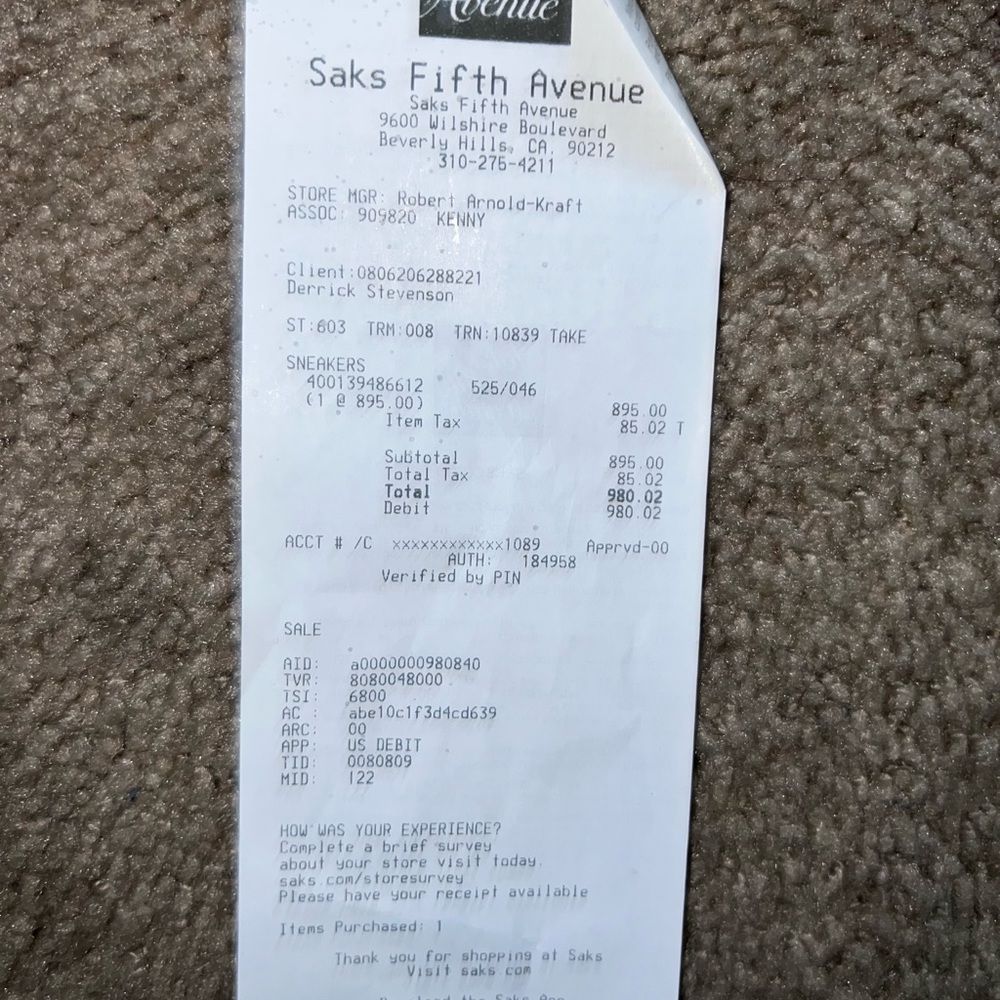 Avenue
Saks Fifth Avenue
Saks Fifth Avenue
9600 Wilshire Boulevard
Beverly Hills, CA, 90212
310-275-4211
STORE MGR: Robert Arnold-Kraft
ASSOC: 909820 KENNY
Client:0806206288221
Derrick Stevenson
ST:603 TRM:008 TRN:10839 TAKE
SNEAKERS
400139486612 525/046
(1 @ 895.00) 895.00
Item Tax 85.02 T
Subtotal 895.00
Total Tax 85.02
Total 980.02
Debit 980.02
ACCT # /C xxxxxxxxxxxx1089 Apprvd-00
AUTH: 184958
Verified by PIN
SALE
AID: a0000000980840
TVR: 8080048000
TSI: 6800
AC : abe10c1f3d4cd639
ARC: 00
APP: US DEBIT
TID: 0080809
MID: 122
HOW WAS YOUR EXPERIENCE?
Complete a brief survey
about your store visit today.
saks.com/storesurvey
Please have your receipt available
Items Purchased: 1
Thank you for shopping at Saks
Visit saks.com